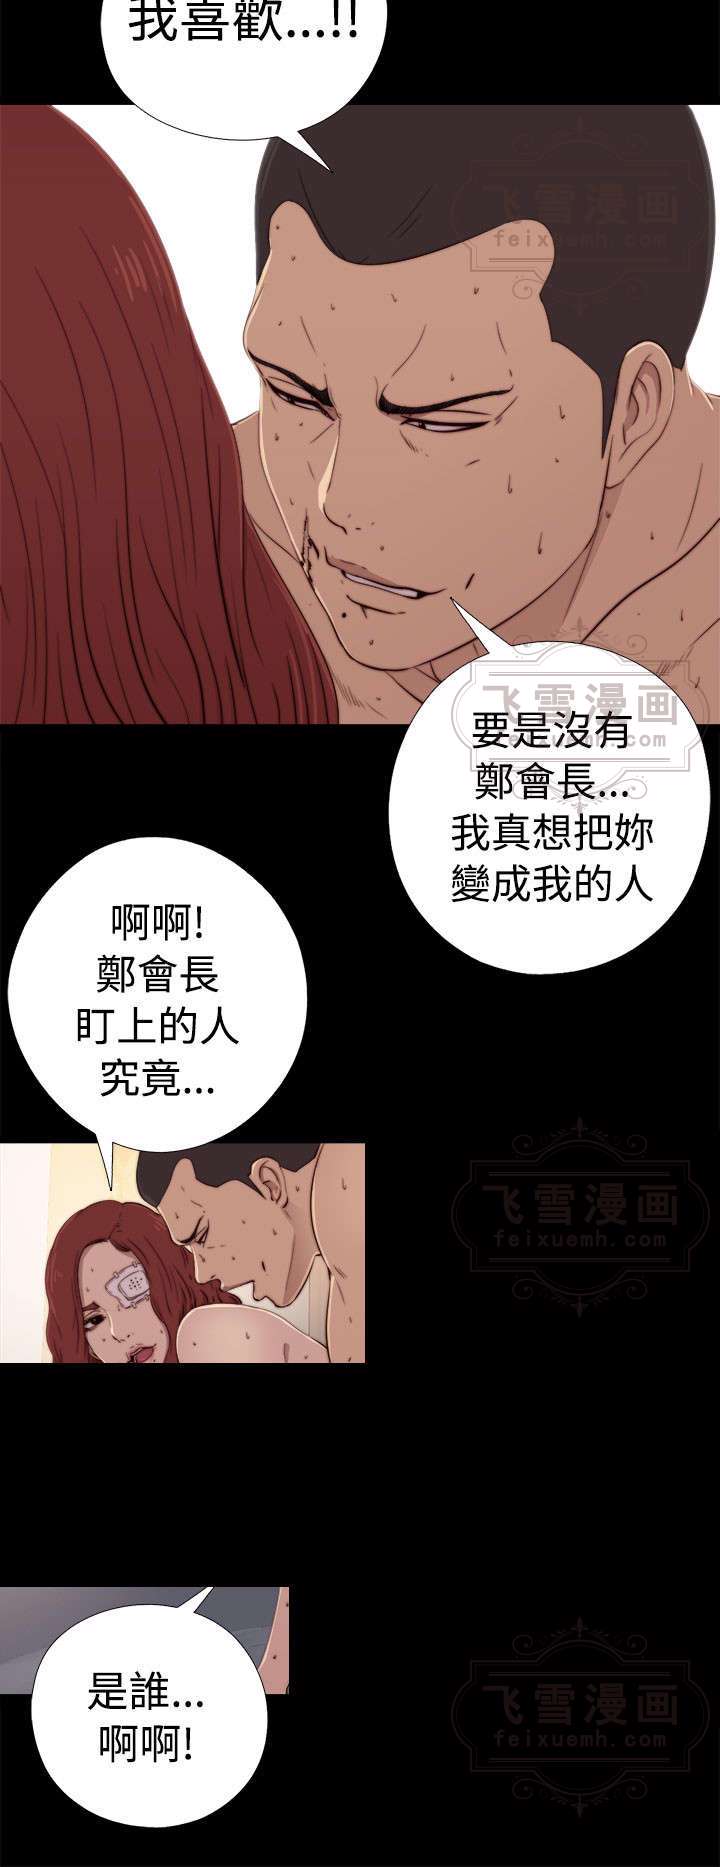 我喜歡...!!
飞雪漫画
feixuemh.com
飞雪漫画
feixuemh.com
要是沒有
鄭會長...
我真想把妳
變成我的人
啊啊!
鄭會長
盯上的人
究竟...
飞雪漫画
feixuemh.com
是誰...
啊啊!
飞雪漫画
feixuemh.com